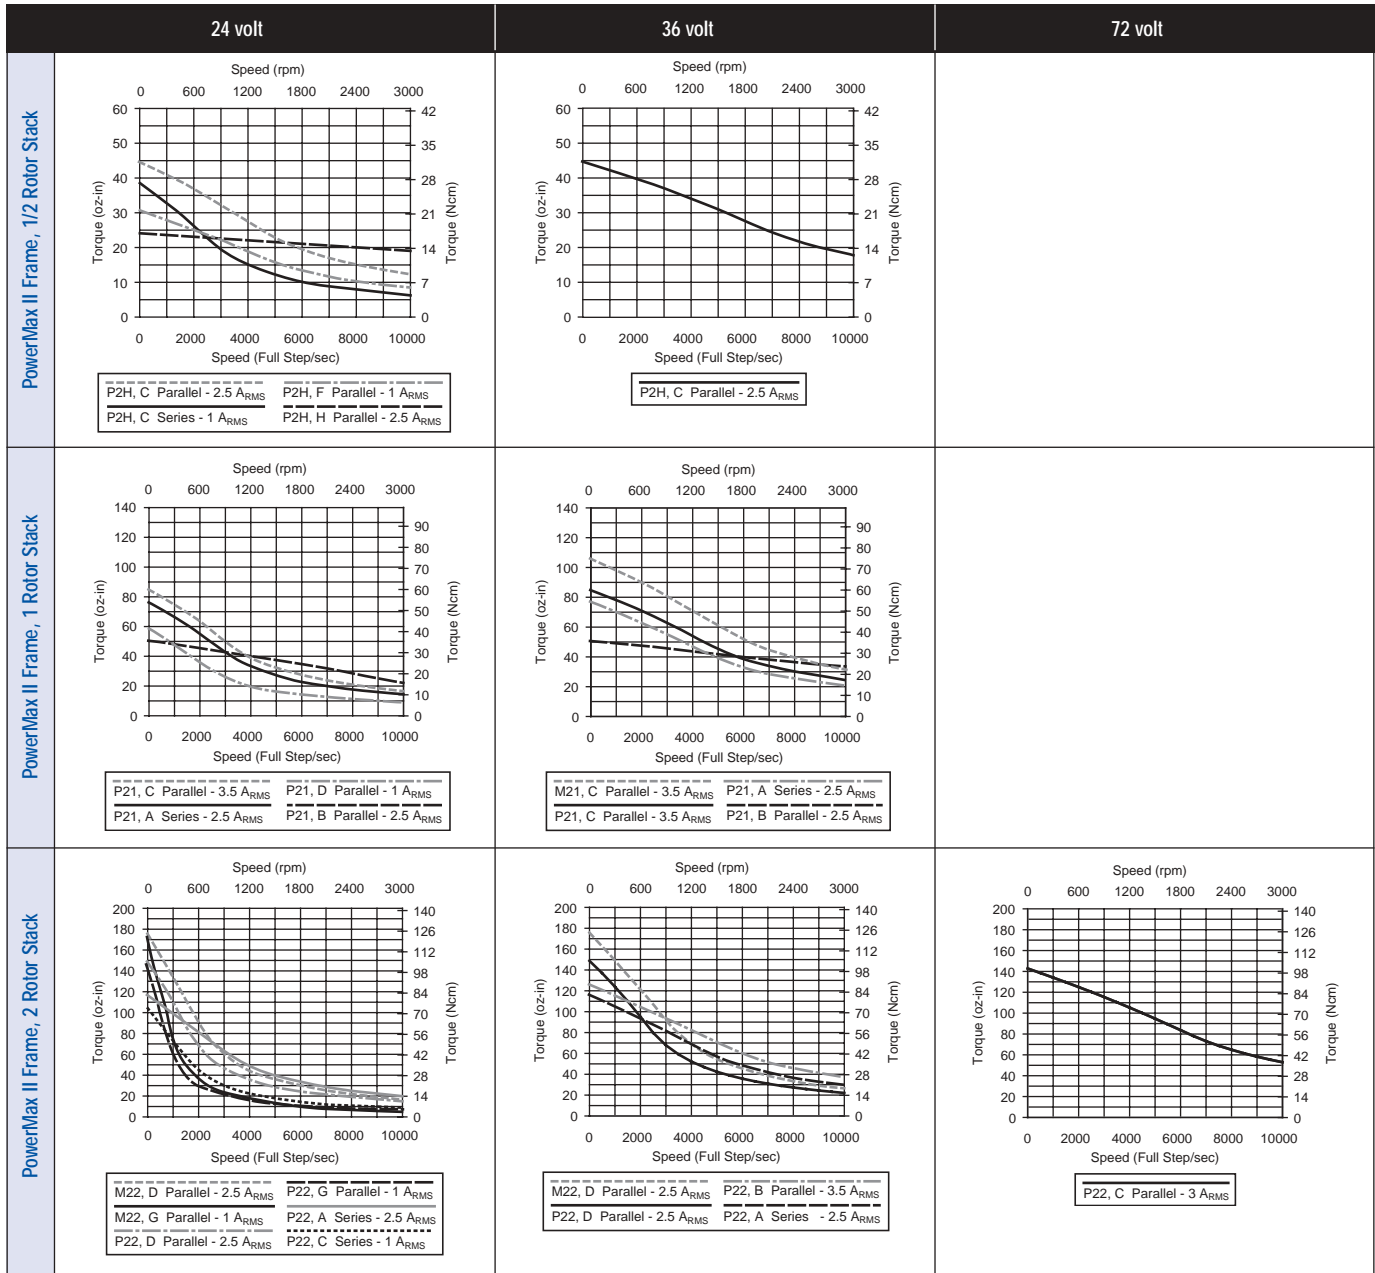 24 volt
36 volt
72 volt
PowerMax II Frame, 1/2 Rotor Stack
Speed (rpm)
0 600 1200 1800 2400 3000
60 50 40 30 20 10 0
Torque (oz-in)
42 35 28 21 14 7 0
Torque (Ncm)
0 2000 4000 6000 8000 10000
Speed (Full Step/sec)
P2H, C Parallel - 2.5 ARMS
P2H, F Parallel - 1 ARMS
P2H, C Series - 1 ARMS
P2H, H Parallel - 2.5 ARMS
Speed (rpm)
0 600 1200 1800 2400 3000
60 50 40 30 20 10 0
Torque (oz-in)
42 35 28 21 14 7 0
Torque (Ncm)
0 2000 4000 6000 8000 10000
Speed (Full Step/sec)
P2H, C Parallel - 2.5 ARMS
PowerMax II Frame, 1 Rotor Stack
Speed (rpm)
0 600 1200 1800 2400 3000
140 120 100 80 60 40 20 0
Torque (oz-in)
90 80 70 60 50 40 30 20 10 0
Torque (Ncm)
0 2000 4000 6000 8000 10000
Speed (Full Step/sec)
P21, C Parallel - 3.5 ARMS
P21, D Parallel - 1 ARMS
P21, A Series - 2.5 ARMS
P21, B Parallel - 2.5 ARMS
Speed (rpm)
0 600 1200 1800 2400 3000
140 120 100 80 60 40 20 0
Torque (oz-in)
90 80 70 60 50 40 30 20 10 0
Torque (Ncm)
0 2000 4000 6000 8000 10000
Speed (Full Step/sec)
M21, C Parallel - 3.5 ARMS
P21, A Series - 2.5 ARMS
P21, C Parallel - 3.5 ARMS
P21, B Parallel - 2.5 ARMS
PowerMax II Frame, 2 Rotor Stack
Speed (rpm)
0 600 1200 1800 2400 3000
200 180 160 140 120 100 80 60 40 20 0
Torque (oz-in)
140 126 112 98 84 70 56 42 28 14 0
Torque (Ncm)
0 2000 4000 6000 8000 10000
Speed (Full Step/sec)
M22, D Parallel - 2.5 ARMS
P22, G Parallel - 1 ARMS
M22, G Parallel - 1 ARMS
P22, A Series - 2.5 ARMS
P22, D Parallel - 2.5 ARMS
P22, C Series - 1 ARMS
Speed (rpm)
0 600 1200 1800 2400 3000
200 180 160 140 120 100 80 60 40 20 0
Torque (oz-in)
140 126 112 98 84 70 56 42 28 14 0
Torque (Ncm)
0 2000 4000 6000 8000 10000
Speed (Full Step/sec)
M22, D Parallel - 2.5 ARMS
P22, B Parallel - 3.5 ARMS
P22, D Parallel - 2.5 ARMS
P22, A Series - 2.5 ARMS
Speed (rpm)
0 600 1200 1800 2400 3000
200 180 160 140 120 100 80 60 40 20 0
Torque (oz-in)
140 126 112 98 84 70 56 42 28 14 0
Torque (Ncm)
0 2000 4000 6000 8000 10000
Speed (Full Step/sec)
P22, C Parallel - 3 ARMS